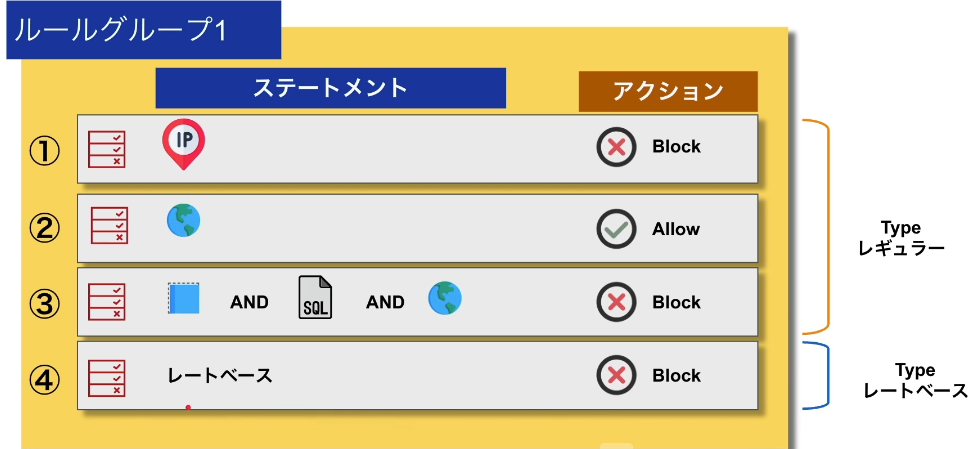 ルールグループ1
ステートメント
アクション
① IP Block
② Allow
③ AND SQL AND Block
④ レートベース Block
Type
レギュラー
Type
レートベース